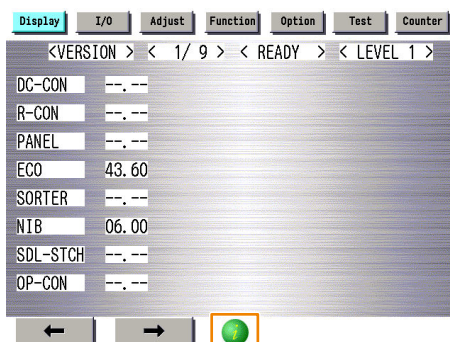 Display I/O Adjust Function Option Test Counter
<VERSION > < 1/ 9 > < READY > < LEVEL 1 >
DC-CON --.--
R-CON --.--
PANEL --.--
ECO 43.60
SORTER --.--
NIB 06.00
SDL-STCH --.--
OP-CON --.--
← → i